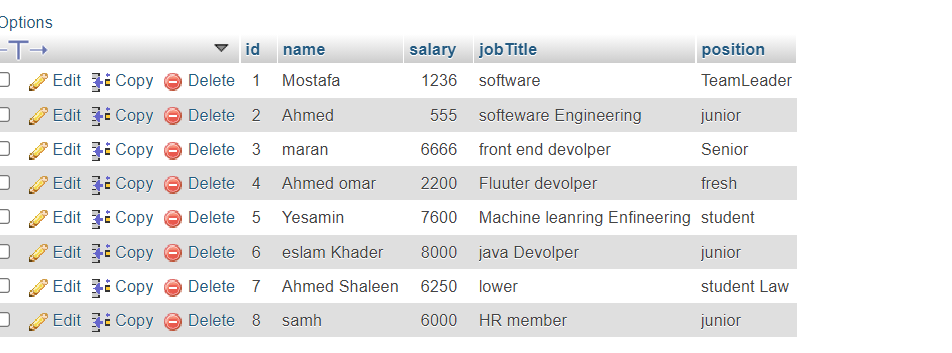 Options
id name salary jobTitle position
Edit Copy Delete 1 Mostafa 1236 software TeamLeader
Edit Copy Delete 2 Ahmed 555 softeware Engineering junior
Edit Copy Delete 3 maran 6666 front end devolper Senior
Edit Copy Delete 4 Ahmed omar 2200 Fluuter devolper fresh
Edit Copy Delete 5 Yesamin 7600 Machine leanring Enfineering student
Edit Copy Delete 6 eslam Khader 8000 java Devolper junior
Edit Copy Delete 7 Ahmed Shaleen 6250 lower student Law
Edit Copy Delete 8 samh 6000 HR member junior